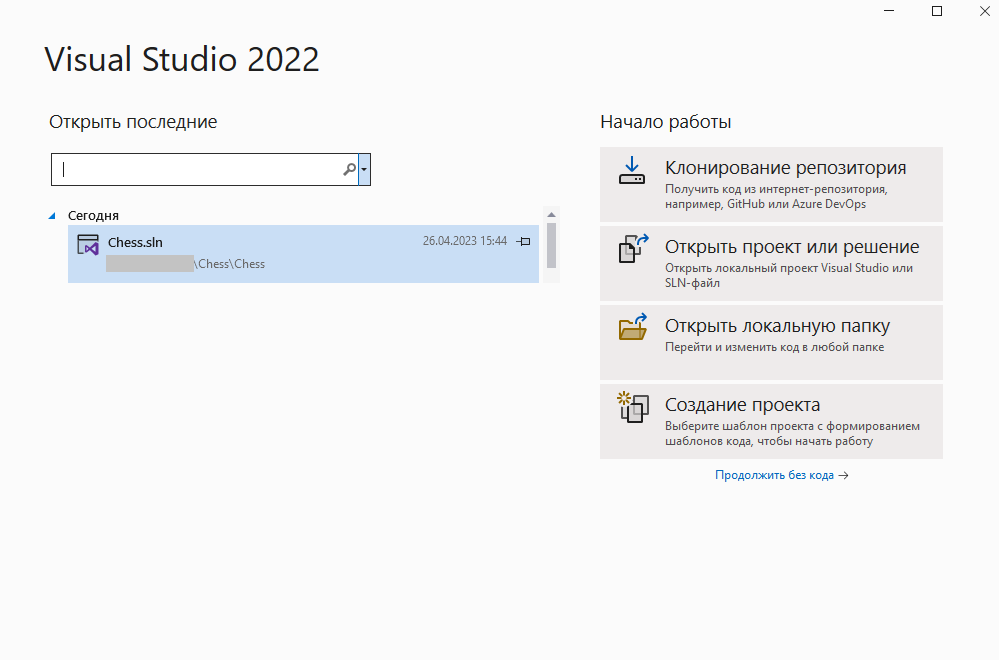 Visual Studio 2022
Открыть последние
Сегодня
Chess.sln 26.04.2023 15:44
\Chess\Chess
Начало работы
Клонирование репозитория
Получить код из интернет-репозитория,
например, GitHub или Azure DevOps
Открыть проект или решение
Открыть локальный проект Visual Studio или
SLN-файл
Открыть локальную папку
Перейти и изменить код в любой папке
Создание проекта
Выберите шаблон проекта с формированием
шаблонов кода, чтобы начать работу
Продолжить без кода →